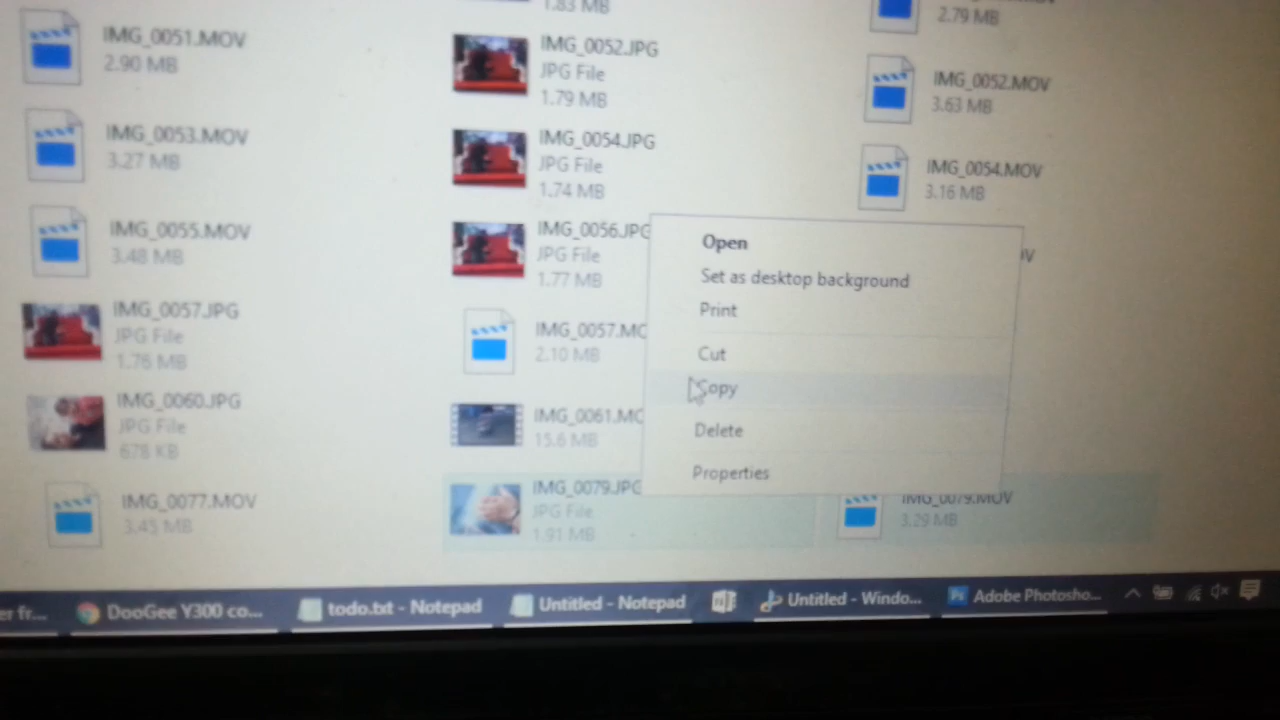 1.83 MB
2.79 MB
IMG_0051.MOV
2.90 MB
IMG_0052.JPG
JPG File
1.79 MB
IMG_0052.MOV
3.63 MB
IMG_0053.MOV
3.27 MB
IMG_0054.JPG
JPG File
1.74 MB
IMG_0054.MOV
3.16 MB
IMG_0055.MOV
3.48 MB
IMG_0056.JPG
JPG File
1.77 MB
IMG_0057.JPG
JPG File
1.76 MB
IMG_0057.MO
2.10 MB
IMG_0060.JPG
JPG File
678 KB
IMG_0061.MO
15.6 MB
IMG_0077.MOV
3.45 MB
IMG_0079.JPG
JPG File
1.91 MB
IMG_0079.MOV
3.29 MB
Open
Set as desktop background
Print
Cut
Copy
Delete
Properties
er fr...
DooGee Y300 co...
todo.txt - Notepad
Untitled - Notepad
Untitled - Windo...
Ps
Adobe Photosho...